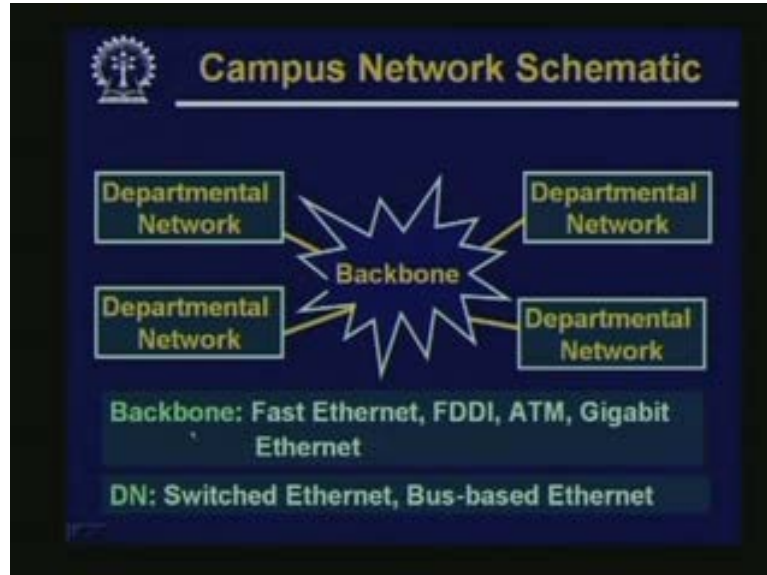 Campus Network Schematic
Departmental
Network
Departmental
Network
Backbone
Departmental
Network
Departmental
Network
Backbone: Fast Ethernet, FDDI, ATM, Gigabit
Ethernet
DN: Switched Ethernet, Bus-based Ethernet